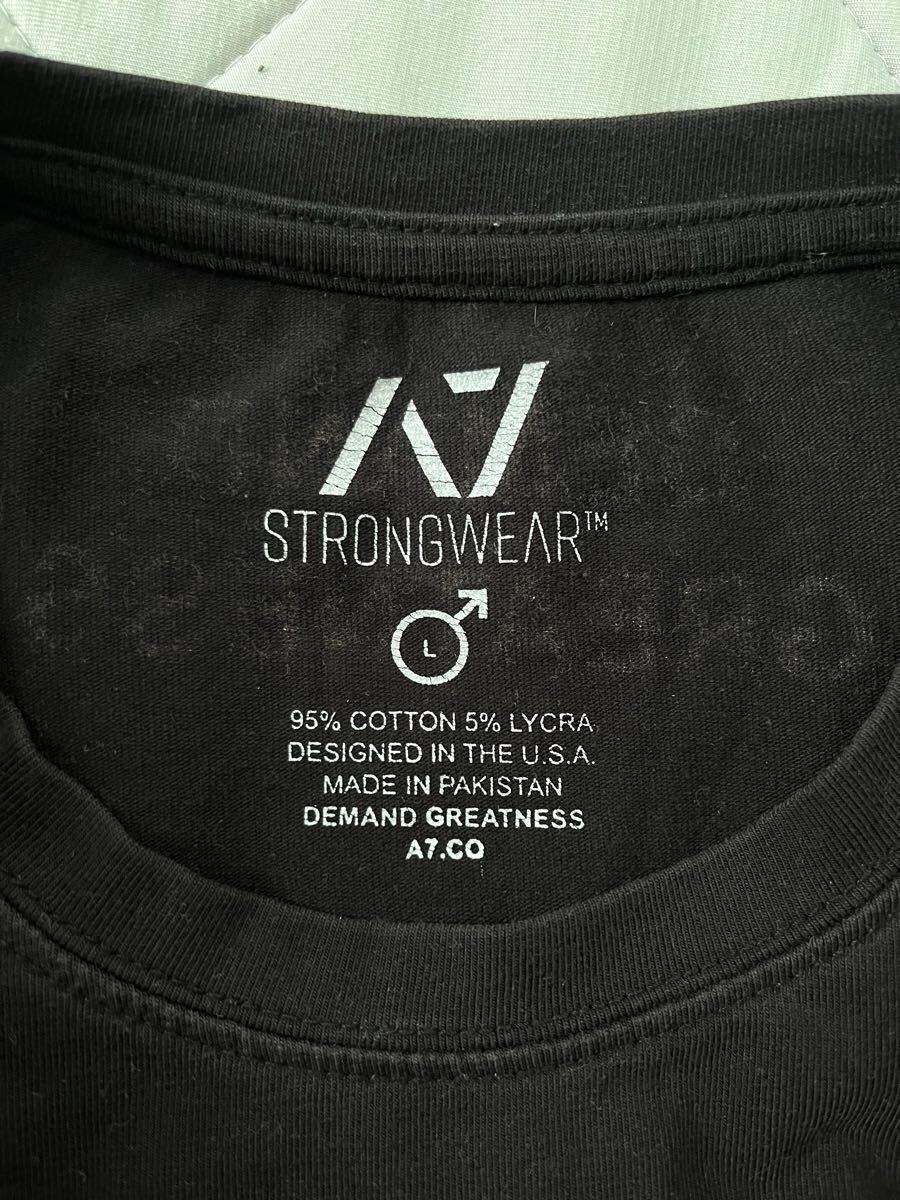 A7
STRONGWEAR™
L
95% COTTON 5% LYCRA
DESIGNED IN THE U.S.A.
MADE IN PAKISTAN
DEMAND GREATNESS
A7.CO